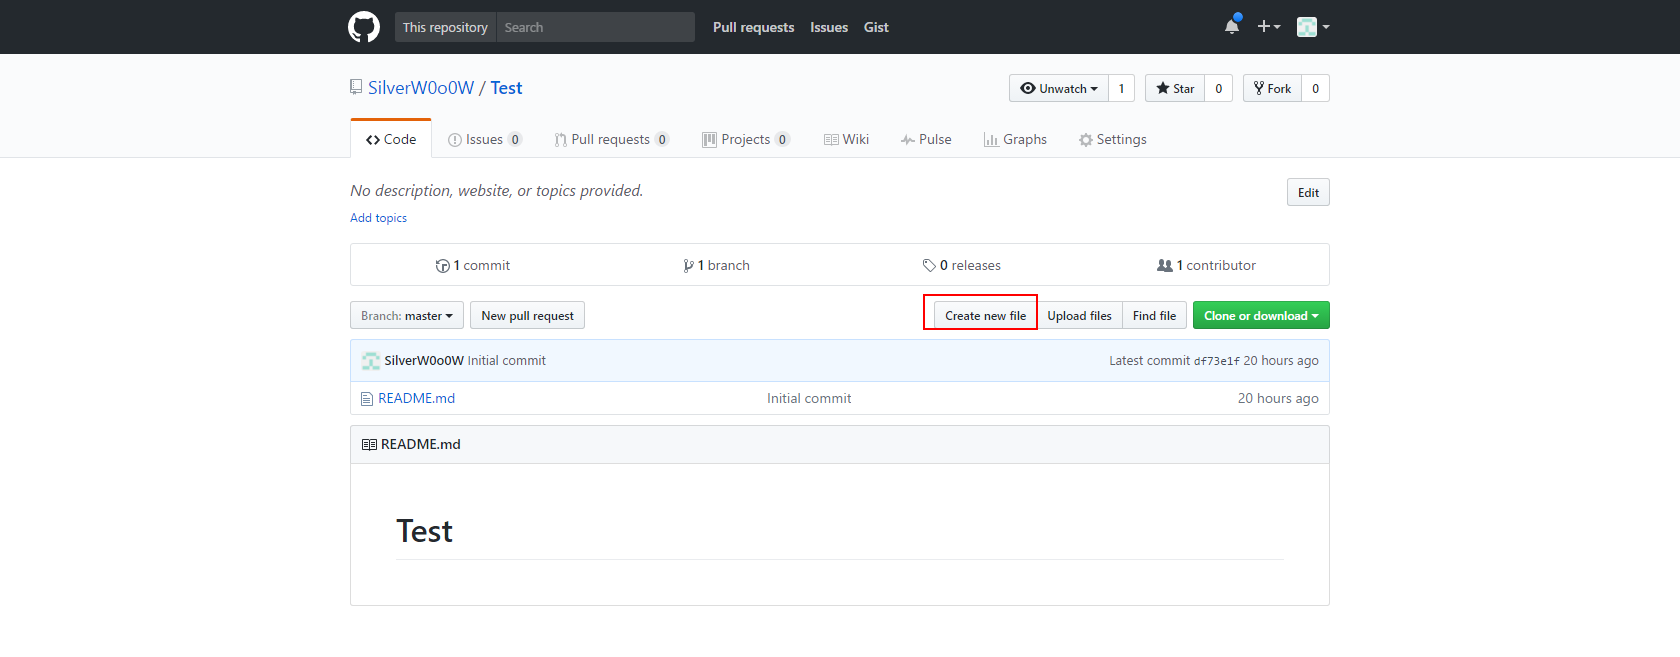 This repository Search Pull requests Issues Gist
SilverW0o0W / Test Unwatch 1 Star 0 Fork 0
Code Issues 0 Pull requests 0 Projects 0 Wiki Pulse Graphs Settings
No description, website, or topics provided. Edit
Add topics
1 commit 1 branch 0 releases 1 contributor
Branch: master New pull request Create new file Upload files Find file Clone or download
SilverW0o0W Initial commit Latest commit df73e1f 20 hours ago
README.md Initial commit 20 hours ago
README.md
Test